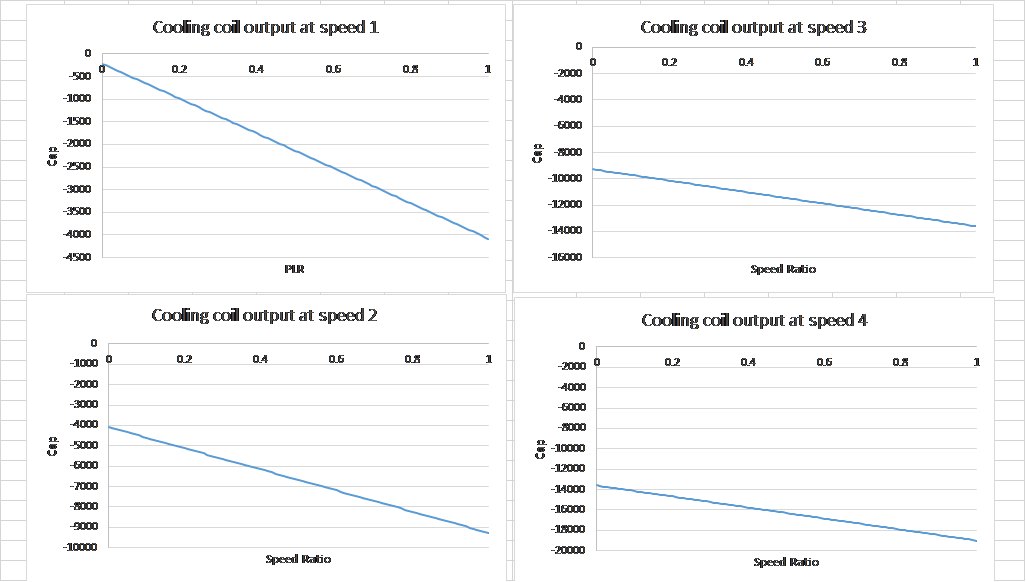 Cooling coil output at speed 1
0
-500
-1000
-1500
-2000
-2500
-3000
-3500
-4000
-4500
0 0.2 0.4 0.6 0.8 1
Cap
PLR
Cooling coil output at speed 3
0
-2000
-4000
-6000
-8000
-10000
-12000
-14000
-16000
0 0.2 0.4 0.6 0.8 1
Cap
Speed Ratio
Cooling coil output at speed 2
0
-1000
-2000
-3000
-4000
-5000
-6000
-7000
-8000
-9000
-10000
0 0.2 0.4 0.6 0.8 1
Cap
Speed Ratio
Cooling coil output at speed 4
0
-2000
-4000
-6000
-8000
-10000
-12000
-14000
-16000
-18000
-20000
0 0.2 0.4 0.6 0.8 1
Cap
Speed Ratio